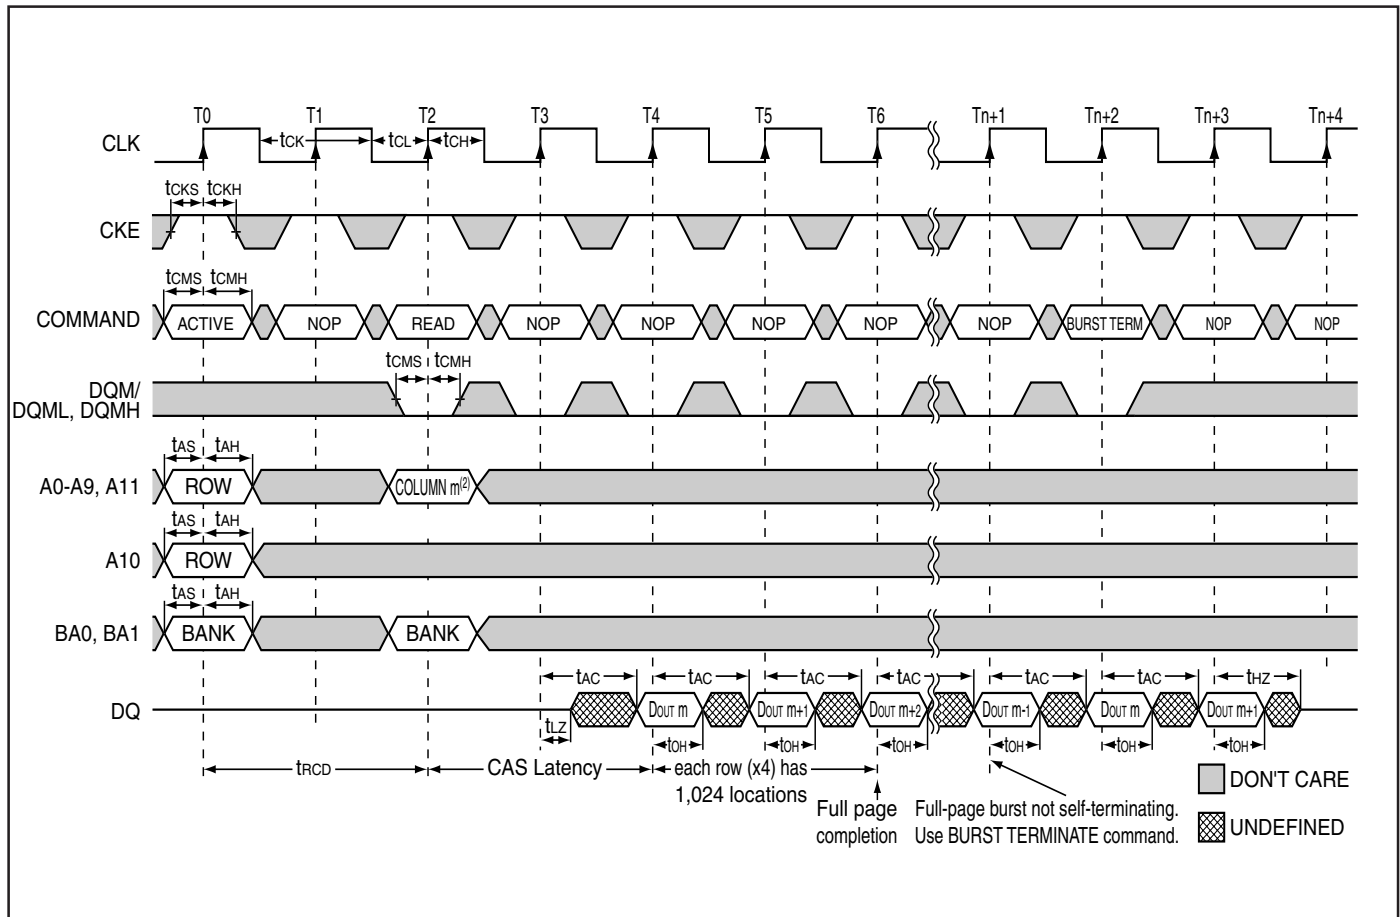 T0 T1 T2 T3 T4 T5 T6 Tn+1 Tn+2 Tn+3 Tn+4
CLK
tCK tCL tCH
tCKS tCKH
CKE
tCMS tCMH
COMMAND
ACTIVE NOP READ NOP NOP NOP NOP NOP BURST TERM NOP NOP
tCMS tCMH
DQM/
DQML, DQMH
tAS tAH
A0-A9, A11
ROW COLUMN m(2)
tAS tAH
A10
ROW
tAS tAH
BA0, BA1
BANK BANK
tAC tAC tAC tAC tAC tAC tHZ
DQ
DOUT m DOUT m+1 DOUT m+2 DOUT m-1 DOUT m DOUT m+1
tLZ tOH tOH tOH tOH tOH tOH
tRCD CAS Latency each row (x4) has
1,024 locations
Full page
completion
Full-page burst not self-terminating.
Use BURST TERMINATE command.
DON'T CARE
UNDEFINED